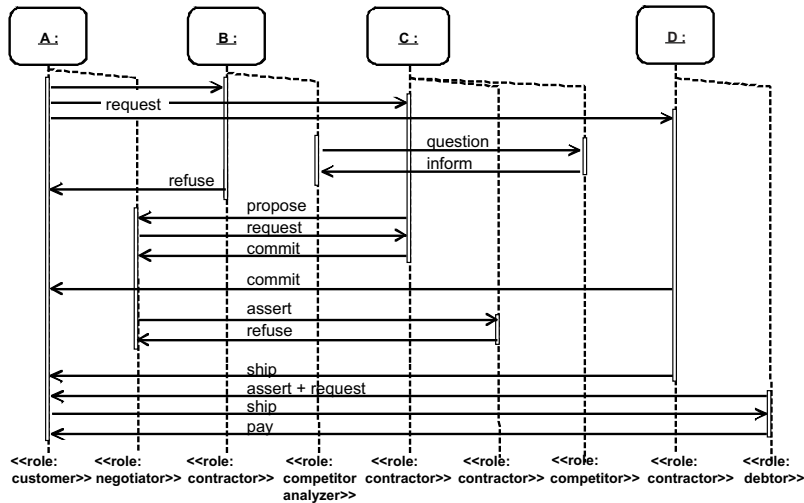 A :
B :
C :
D :
request
question
inform
refuse
propose
request
commit
commit
assert
refuse
ship
assert + request
ship
pay
<<role: <<role: <<role: <<role: <<role: <<role: <<role: <<role: <<role:
customer>> negotiator>> contractor>> competitor contractor>> contractor>> competitor>> contractor>> debtor>>
analyzer>>